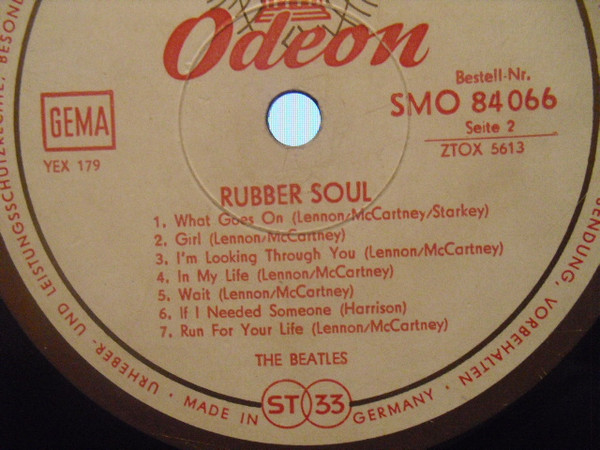 Odeon
GEMA
YEX 179
Bestell-Nr.
SMO 84 066
Seite 2
ZTOX 5613
RUBBER SOUL
1. What Goes On (Lennon/McCartney/Starkey)
2. Girl (Lennon/McCartney)
3. I'm Looking Through You (Lennon/McCartney)
4. In My Life (Lennon/McCartney)
5. Wait (Lennon/McCartney)
6. If I Needed Someone (Harrison)
7. Run For Your Life (Lennon/McCartney)
THE BEATLES
ST 33
URHEBER- UND LEISTUNGSSCHUTZRECHTE,
• MADE IN GERMANY •
SENDUNG, VORBEHALTEN